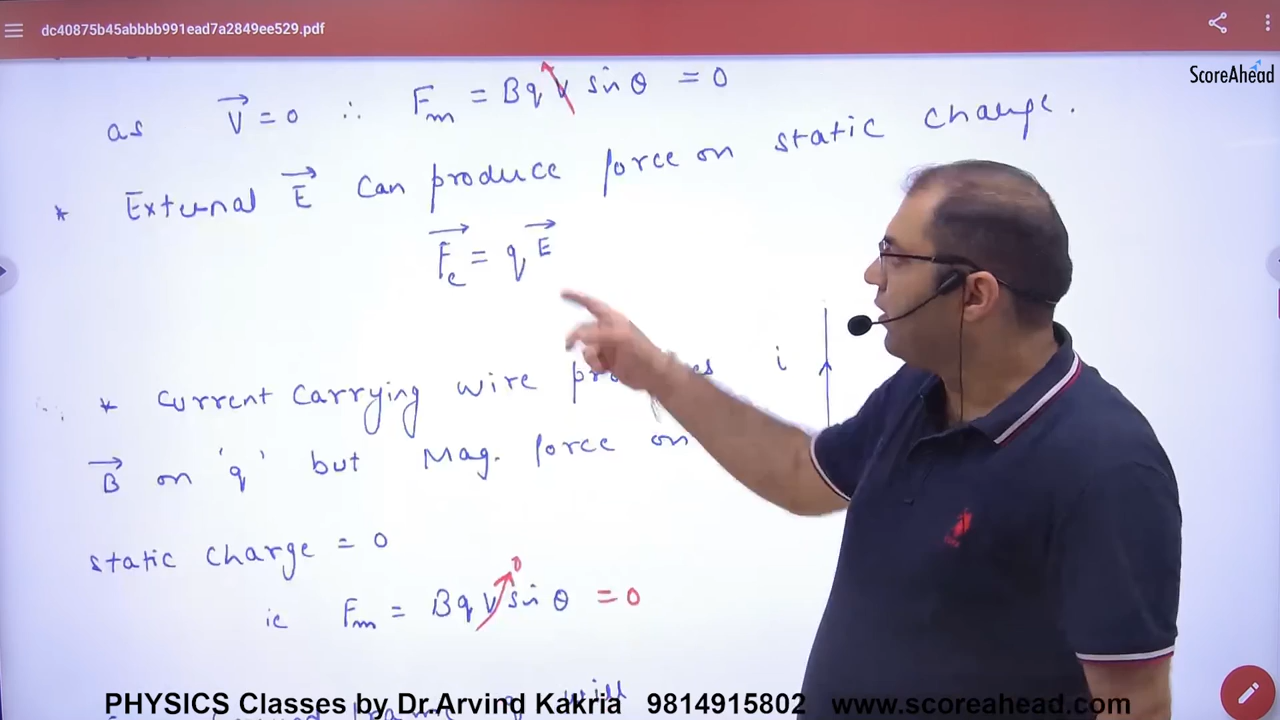 dc40875b45abbbb991ead7a2849ee529.pdf
ScoreAhead
as V = 0 ∴ Fm = Bqv sin θ = 0
* External E can produce force on static charge.
Fe = qE
* current carrying wire i
B on 'q' but Mag. force on
static charge = 0
ie Fm = Bqv sin θ = 0
0
will
PHYSICS Classes by Dr.Arvind Kakria 9814915802 www.scoreahead.com